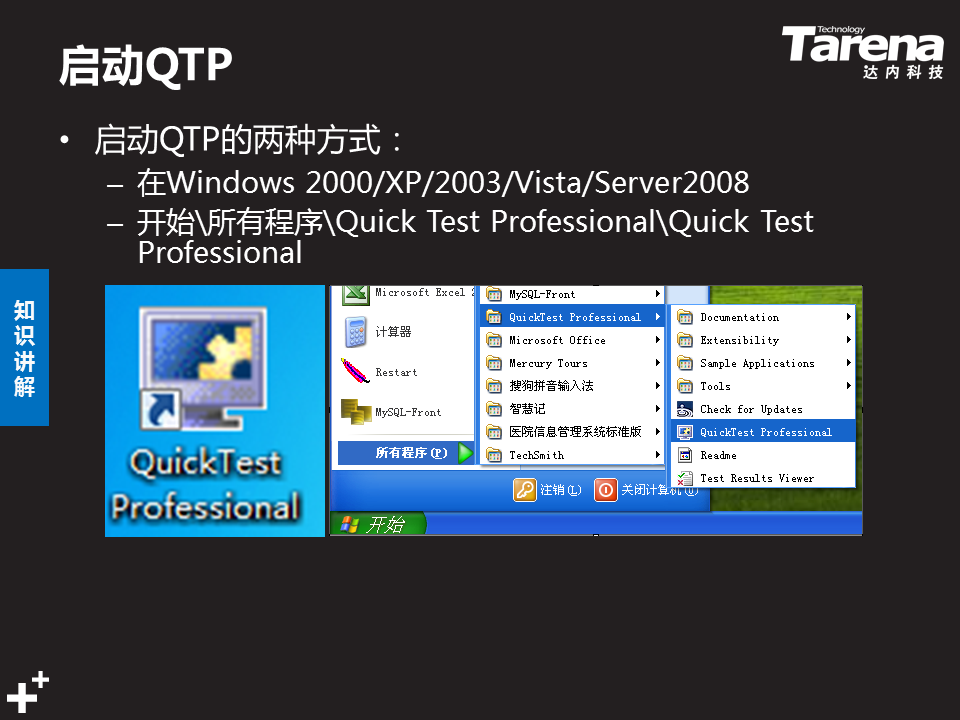 启动QTP
Technology
Tarena
达内科技
• 启动QTP的两种方式：
– 在Windows 2000/XP/2003/Vista/Server2008
– 开始\所有程序\Quick Test Professional\Quick Test
Professional
知识讲解
QuickTest
Professional
Microsoft Excel 2
计算器
Restart
MySQL-Front
所有程序(P)
MySQL-Front
QuickTest Professional
Microsoft Office
Mercury Tours
搜狗拼音输入法
智慧记
医院信息管理系统标准版
TechSmith
Documentation
Extensibility
Sample Applications
Tools
Check for Updates
QuickTest Professional
Readme
Test Results Viewer
注销(L)
关闭计算机(U)
开始